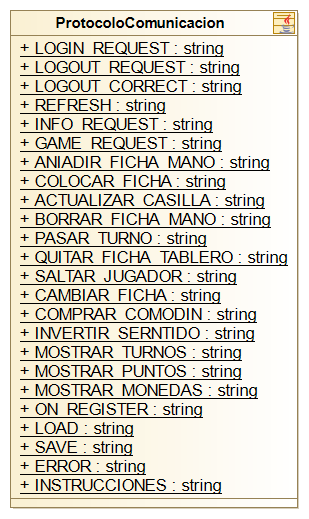 ProtocoloComunicacion
+ LOGIN_REQUEST : string
+ LOGOUT_REQUEST : string
+ LOGOUT_CORRECT : string
+ REFRESH : string
+ INFO_REQUEST : string
+ GAME_REQUEST : string
+ ANIADIR_FICHA_MANO : string
+ COLOCAR_FICHA : string
+ ACTUALIZAR_CASILLA : string
+ BORRAR_FICHA_MANO : string
+ PASAR_TURNO : string
+ QUITAR_FICHA_TABLERO : string
+ SALTAR_JUGADOR : string
+ CAMBIAR_FICHA : string
+ COMPRAR_COMODIN : string
+ INVERTIR_SERNTIDO : string
+ MOSTRAR_TURNOS : string
+ MOSTRAR_PUNTOS : string
+ MOSTRAR_MONEDAS : string
+ ON_REGISTER : string
+ LOAD : string
+ SAVE : string
+ ERROR : string
+ INSTRUCCIONES : string